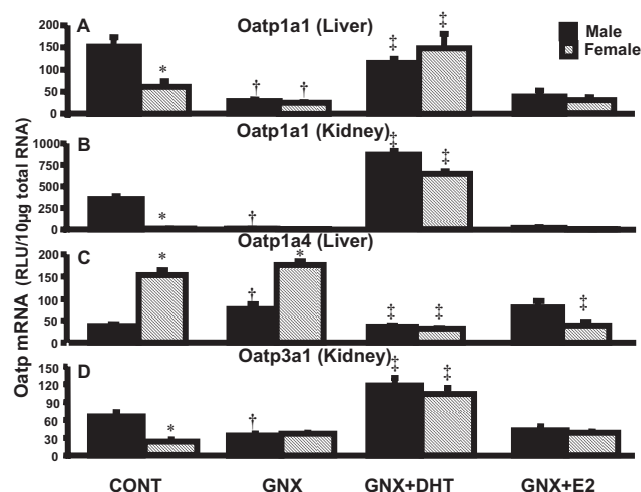 A
Oatp1a1 (Liver)
Male
Female
200
150
100
50
0
*
†
†
‡
‡
B
Oatp1a1 (Kidney)
1000
750
500
250
0
*
†
‡
‡
C
Oatp1a4 (Liver)
200
150
100
50
0
*
†
*
‡
‡
‡
D
Oatp3a1 (Kidney)
150
120
90
60
30
0
*
†
‡
‡
Oatp mRNA (RLU/10µg total RNA)
CONT
GNX
GNX+DHT
GNX+E2